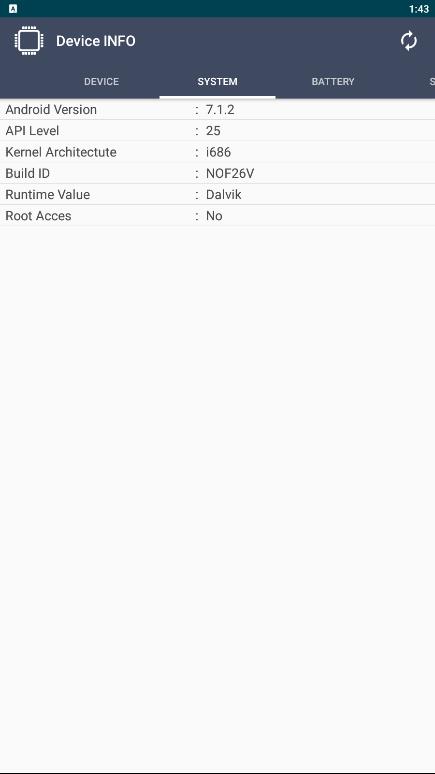 A 1:43
Device INFO
DEVICE SYSTEM BATTERY S
Android Version : 7.1.2
API Level : 25
Kernel Architectute : i686
Build ID : NOF26V
Runtime Value : Dalvik
Root Acces : No